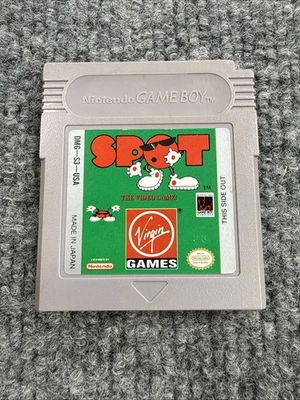 Nintendo GAME BOY TM
DMG-S3-USA
SPOT
TM
THE VIDEO GAME!
THIS SIDE OUT
MADE IN JAPAN
Virgin
GAMES
Nintendo